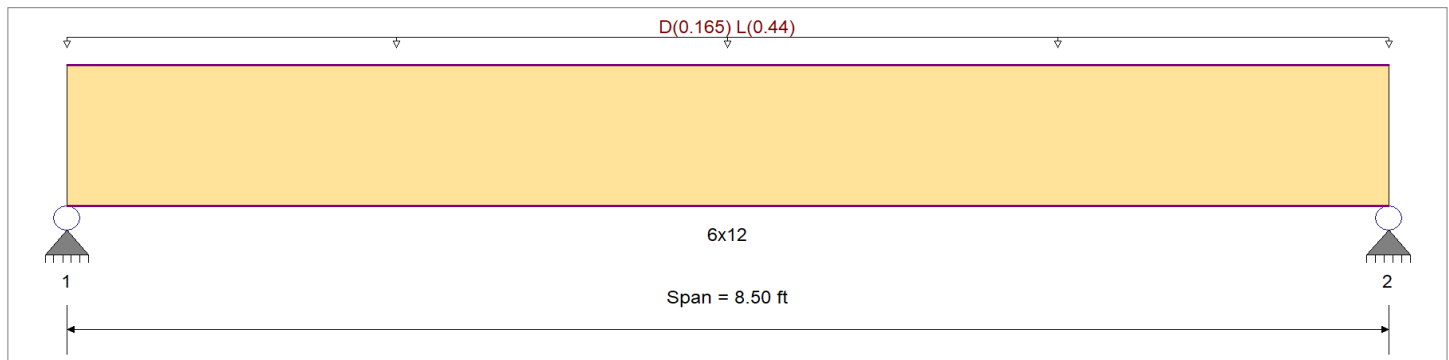 D(0.165) L(0.44)
6x12
1
2
Span = 8.50 ft